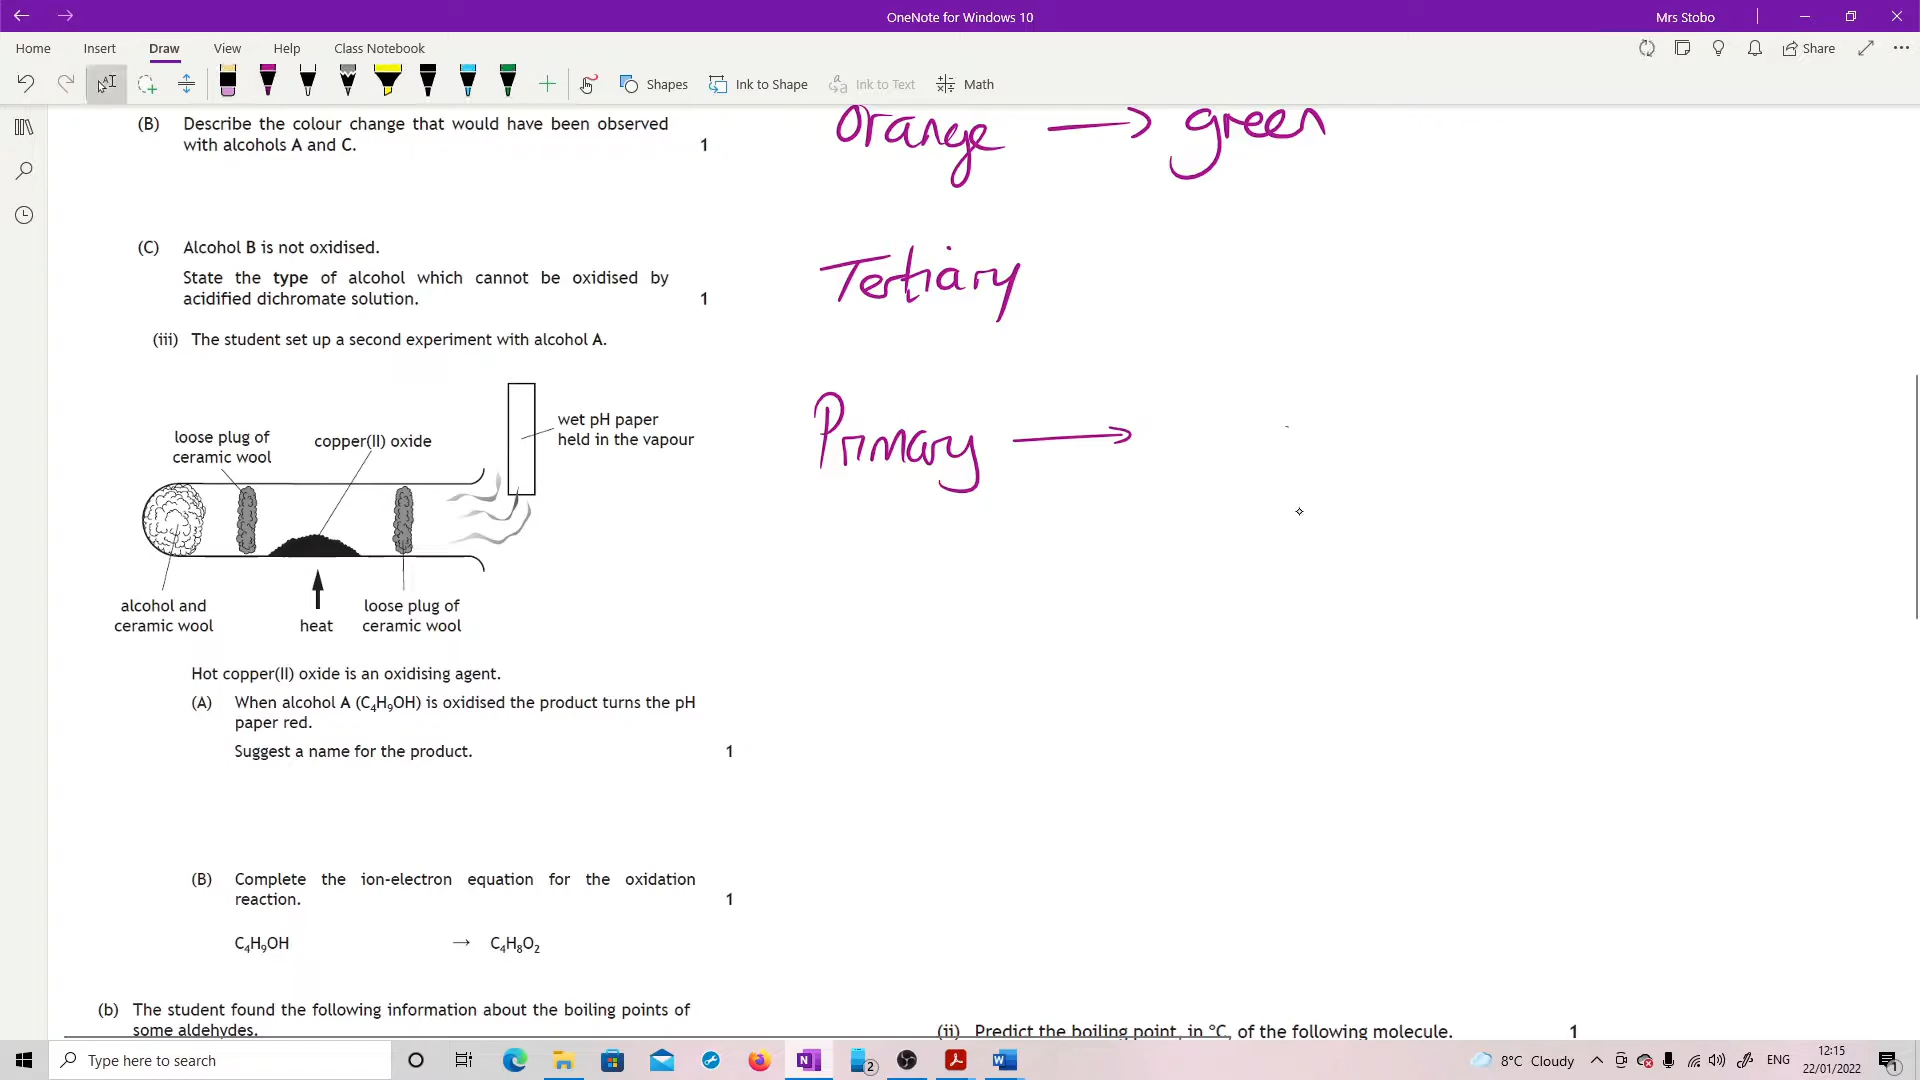 OneNote for Windows 10
Mrs Stobo
Home Insert Draw View Help Class Notebook
Share
Shapes Ink to Shape Ink to Text Math
(B) Describe the colour change that would have been observed
with alcohols A and C. 1
Orange → green
(C) Alcohol B is not oxidised.
State the type of alcohol which cannot be oxidised by
acidified dichromate solution. 1
Tertiary
(iii) The student set up a second experiment with alcohol A.
Primary →
wet pH paper
held in the vapour
loose plug of
ceramic wool
copper(II) oxide
alcohol and
ceramic wool
heat
loose plug of
ceramic wool
Hot copper(II) oxide is an oxidising agent.
(A) When alcohol A (C₄H₉OH) is oxidised the product turns the pH
paper red.
Suggest a name for the product. 1
(B) Complete the ion-electron equation for the oxidation
reaction. 1
C₄H₉OH → C₄H₈O₂
(b) The student found the following information about the boiling points of
some aldehydes.
(ii) Predict the boiling point, in °C, of the following molecule. 1
Type here to search
2
8°C Cloudy
ENG
12:15
22/01/2022
1